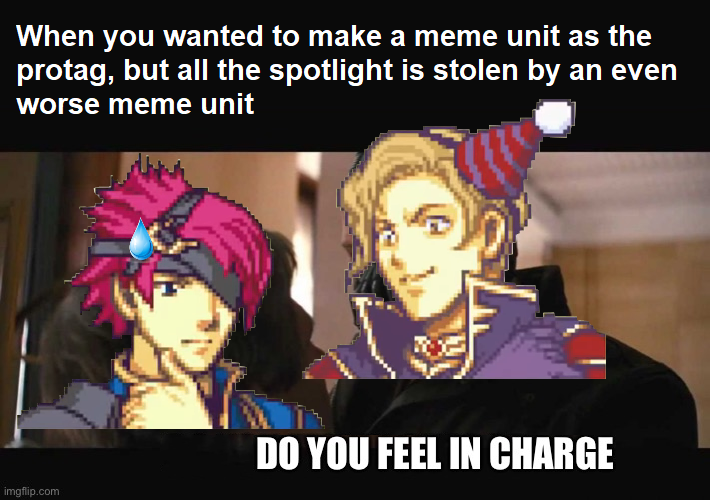 When you wanted to make a meme unit as the
protag, but all the spotlight is stolen by an even
worse meme unit
DO YOU FEEL IN CHARGE
imgflip.com